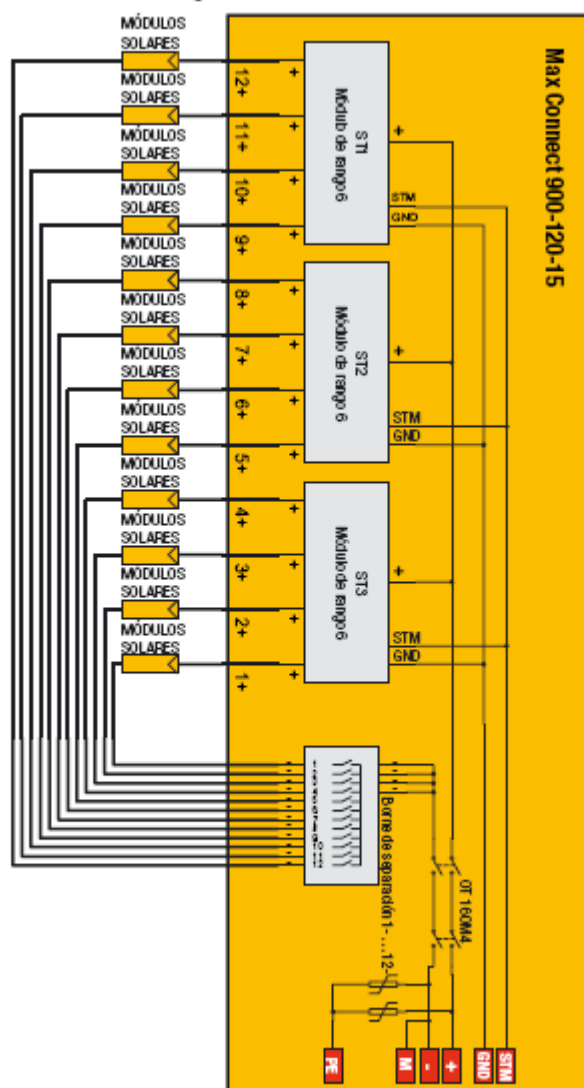 MÓDULOS
SOLARES
MÓDULOS
SOLARES
MÓDULOS
SOLARES
MÓDULOS
SOLARES
MÓDULOS
SOLARES
MÓDULOS
SOLARES
MÓDULOS
SOLARES
MÓDULOS
SOLARES
MÓDULOS
SOLARES
MÓDULOS
SOLARES
MÓDULOS
SOLARES
MÓDULOS
SOLARES
12+
11+
10+
9+
8+
7+
6+
5+
4+
3+
2+
1+
+
+
+
+
+
+
+
+
+
+
+
+
ST1
Módulo de rango 6
+
STM
GND
ST2
Módulo de rango 6
+
STM
GND
ST3
Módulo de rango 6
+
STM
GND
Max Connect 900-120-15
Borne de separación 1- ...12-
OT 160M4
PE
M
-
+
GND
STM